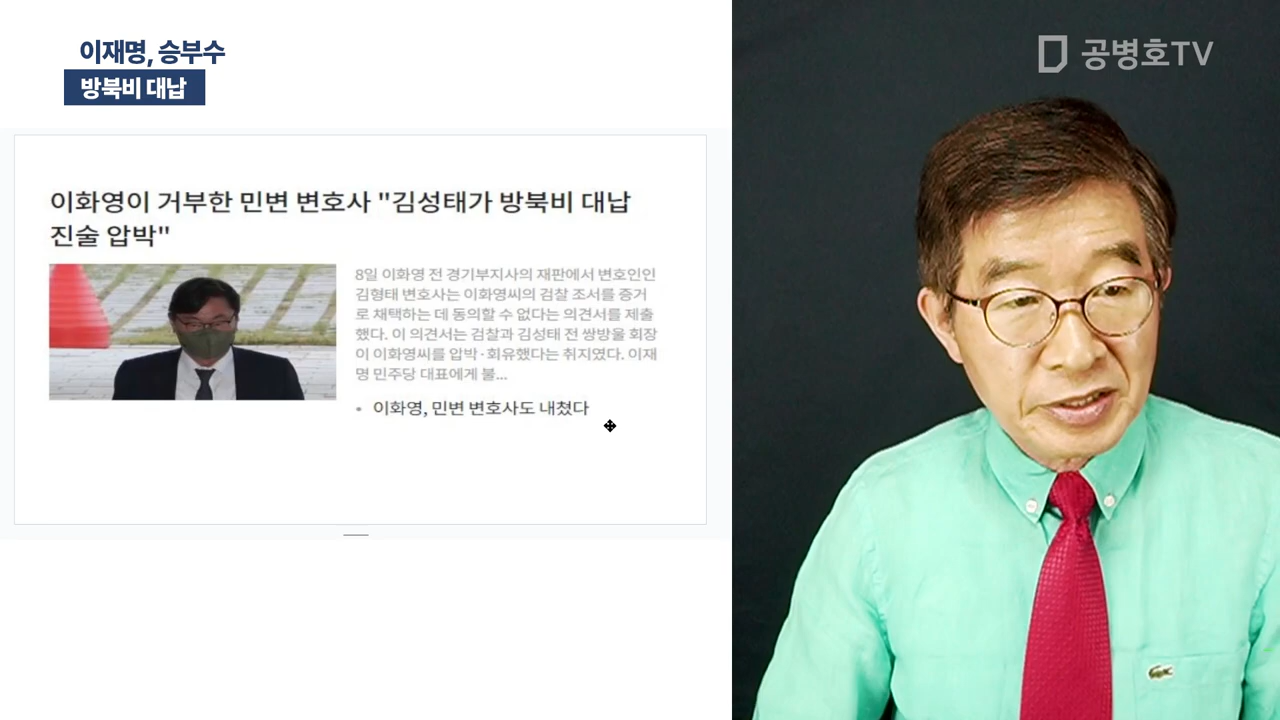 이재명, 승부수
방북비 대납
공병호TV
이화영이 거부한 민변 변호사 "김성태가 방북비 대납
진술 압박"
8일 이화영 전 경기부지사의 재판에서 변호인인
김형태 변호사는 이화영씨의 검찰 조서를 증거
로 채택하는 데 동의할 수 없다는 의견서를 제출
했다. 이 의견서는 검찰과 김성태 전 쌍방울 회장
이 이화영씨를 압박·회유했다는 취지였다. 이재
명 민주당 대표에게 불...
• 이화영, 민변 변호사도 내쳤다